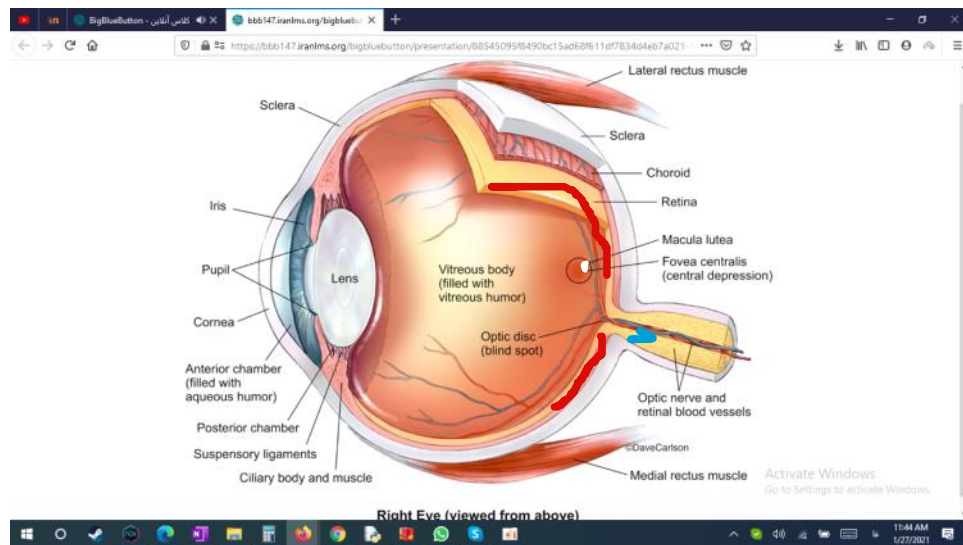 BigBlueButton - کلاس آنلاین
bbb147.iranlms.org/bigbluebu
https://bbb147.iranlms.org/bigbluebutton/presentation/88545095f8490bc15ad68f611df7834d4eb7a021-
Lateral rectus muscle
Sclera
Sclera
Choroid
Retina
Iris
Macula lutea
Fovea centralis
(central depression)
Pupil
Lens
Vitreous body
(filled with
vitreous humor)
Cornea
Optic disc
(blind spot)
Anterior chamber
(filled with
aqueous humor)
Optic nerve and
retinal blood vessels
Posterior chamber
Suspensory ligaments
©DaveCarlson
Ciliary body and muscle
Medial rectus muscle
Activate Windows
Go to Settings to activate Windows.
Right Eye (viewed from above)
11:44 AM
1/27/2021